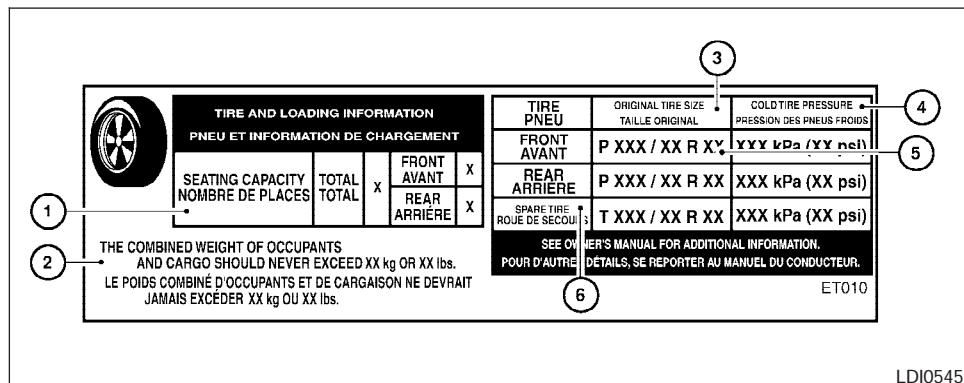 3
4
TIRE AND LOADING INFORMATION
PNEU ET INFORMATION DE CHARGEMENT
SEATING CAPACITY
NOMBRE DE PLACES
TOTAL
TOTAL
X
FRONT
AVANT
X
REAR
ARRIÉRE
X
1
2
THE COMBINED WEIGHT OF OCCUPANTS
AND CARGO SHOULD NEVER EXCEED XX kg OR XX lbs.
LE POIDS COMBINÉ D'OCCUPANTS ET DE CARGAISON NE DEVRAIT
JAMAIS EXCÉDER XX kg OU XX lbs.
TIRE
PNEU
ORIGINAL TIRE SIZE
TAILLE ORIGINAL
COLD TIRE PRESSURE
PRESSION DES PNEUS FROIDS
FRONT
AVANT
P XXX / XX R XX
XXX kPa (XX psi)
5
REAR
ARRIÈRE
P XXX / XX R XX
XXX kPa (XX psi)
SPARE TIRE
ROUE DE SECOURS
T XXX / XX R XX
XXX kPa (XX psi)
SEE OWNER'S MANUAL FOR ADDITIONAL INFORMATION.
POUR D'AUTRES DÉTAILS, SE REPORTER AU MANUEL DU CONDUCTEUR.
6
ET010
LDI0545